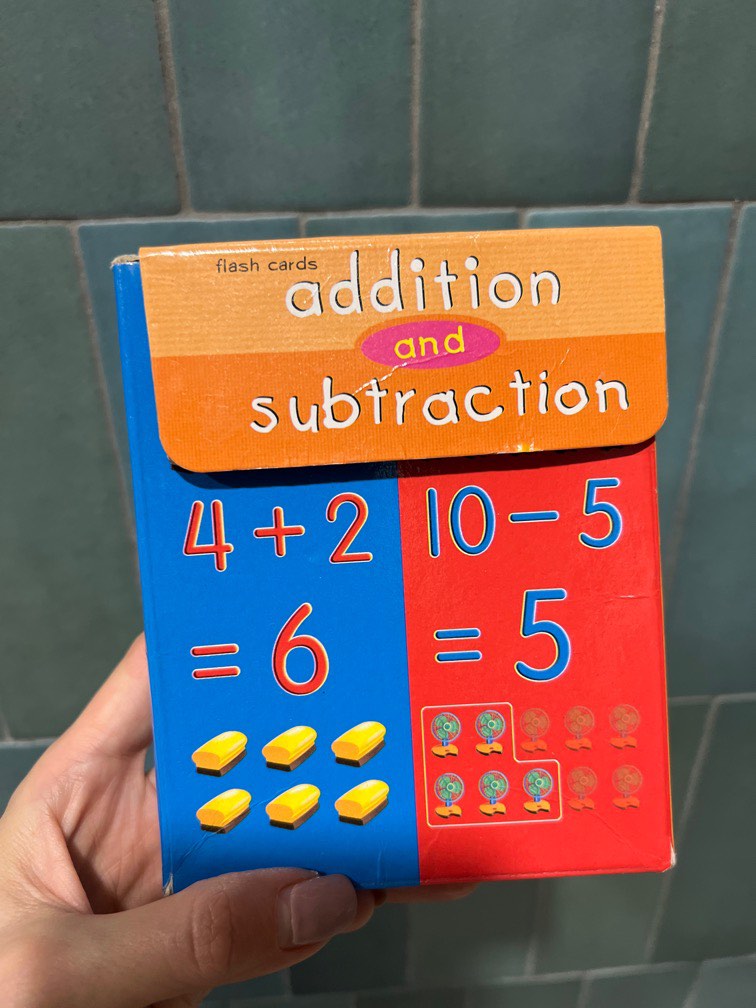 flash cards
addition
and
subtraction
4 + 2
= 6
10 − 5
= 5